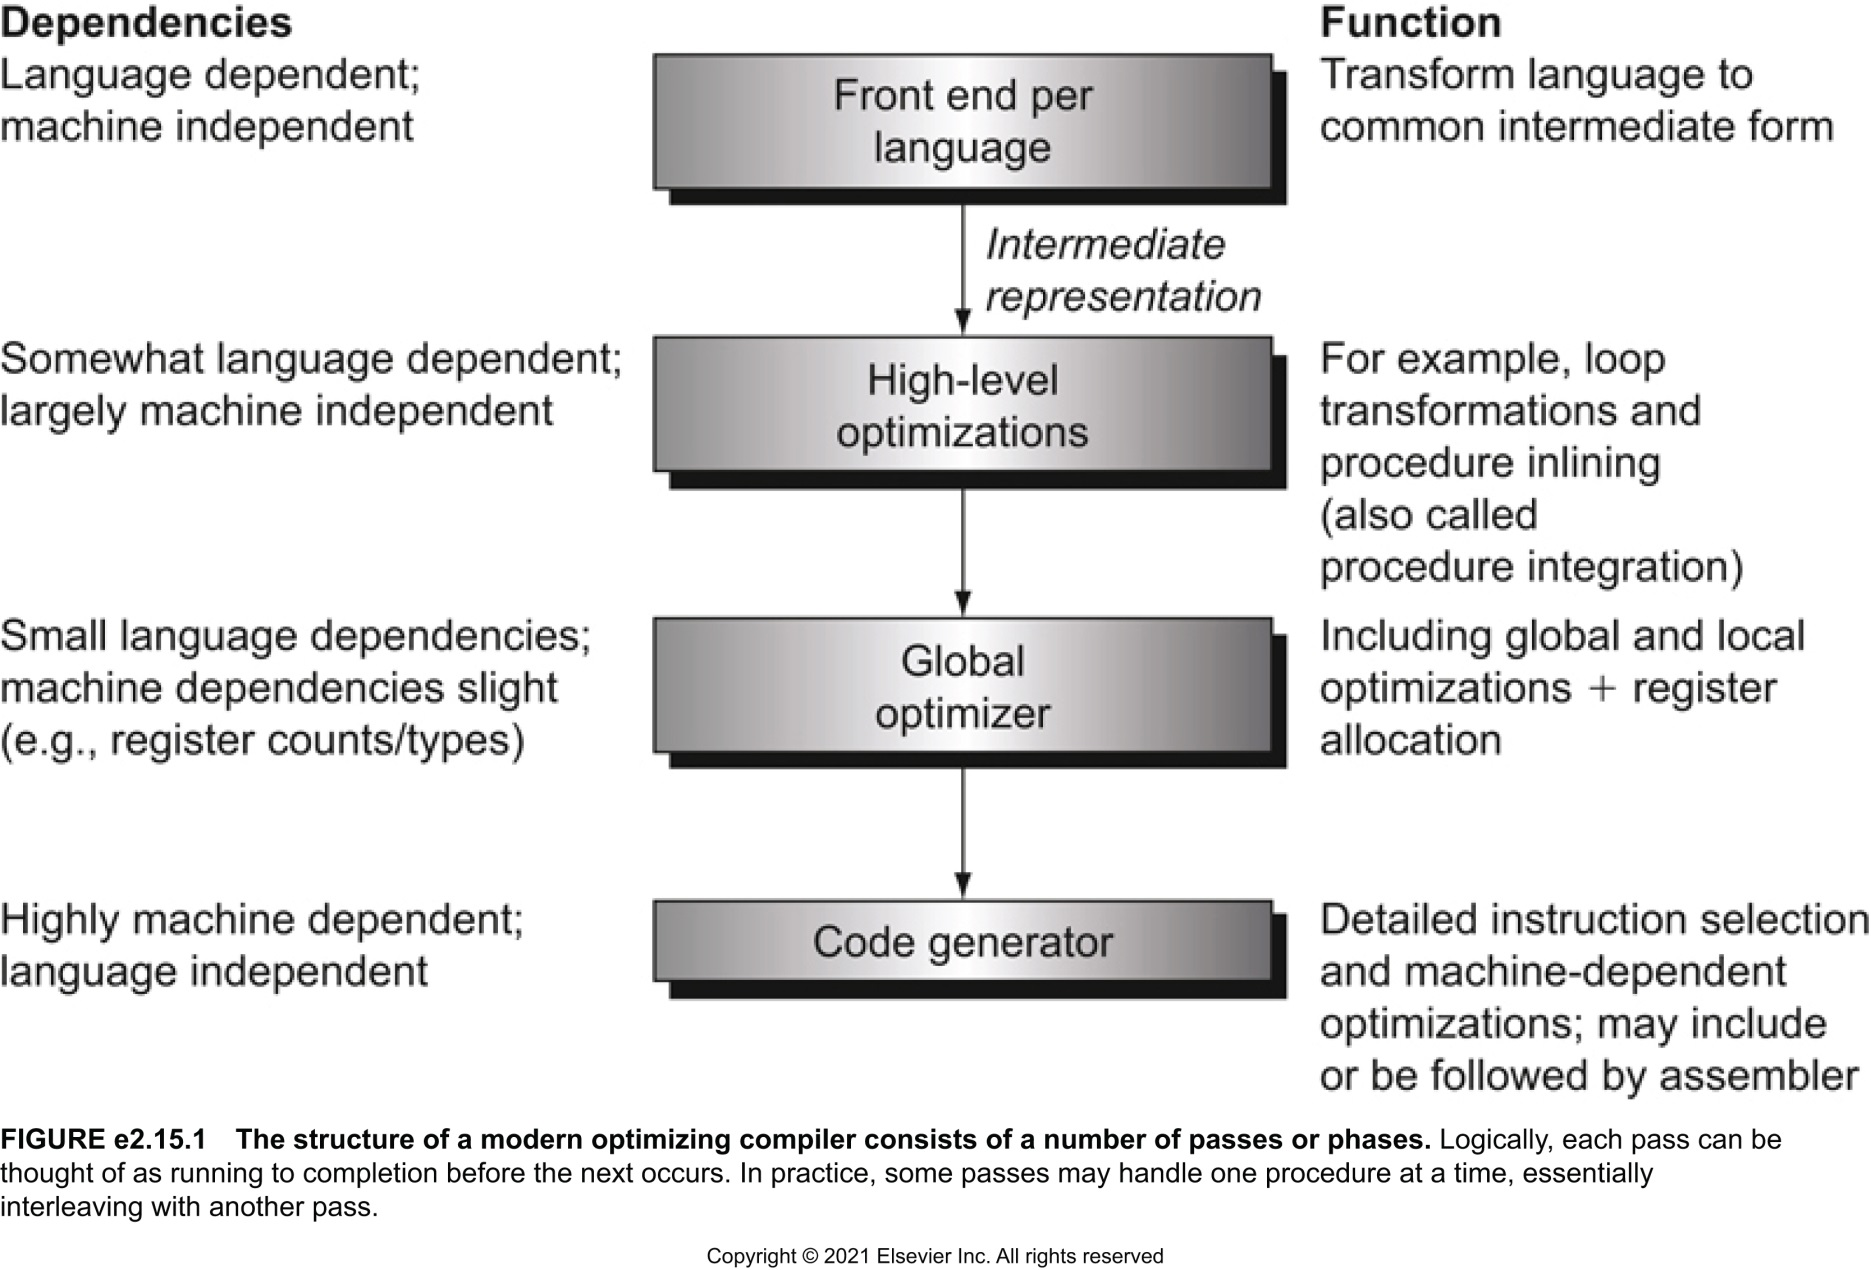 Dependencies
Language dependent;
machine independent
Front end per
language
Function
Transform language to
common intermediate form
Intermediate
representation
Somewhat language dependent;
largely machine independent
High-level
optimizations
For example, loop
transformations and
procedure inlining
(also called
procedure integration)
Small language dependencies;
machine dependencies slight
(e.g., register counts/types)
Global
optimizer
Including global and local
optimizations + register
allocation
Highly machine dependent;
language independent
Code generator
Detailed instruction selection
and machine-dependent
optimizations; may include
or be followed by assembler
FIGURE e2.15.1 The structure of a modern optimizing compiler consists of a number of passes or phases. Logically, each pass can be
thought of as running to completion before the next occurs. In practice, some passes may handle one procedure at a time, essentially
interleaving with another pass.
Copyright © 2021 Elsevier Inc. All rights reserved